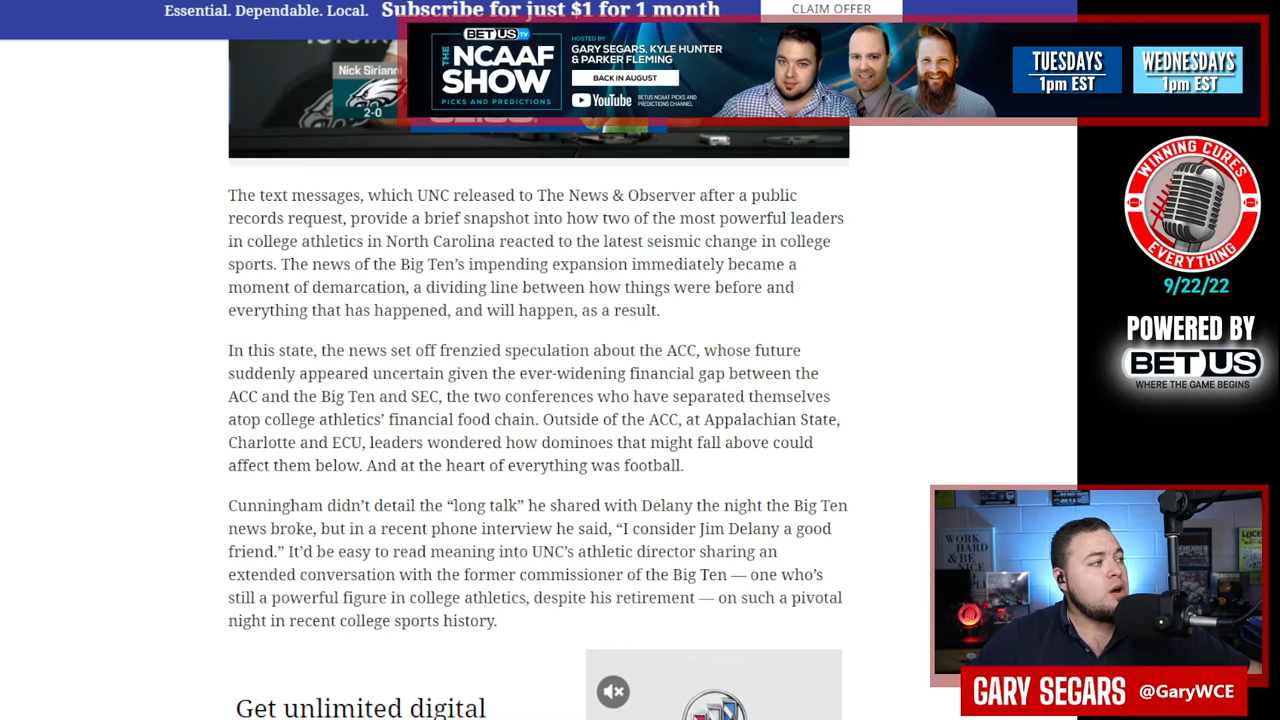 Essential. Dependable. Local.
Subscribe for just $1 for 1 month
CLAIM OFFER
Nick Sirianni
2-0
BETUS TV
THE NCAAF SHOW
PICKS AND PREDICTIONS
HOSTED BY
GARY SEGARS, KYLE HUNTER
& PARKER FLEMING
BACK IN AUGUST
YouTube
BETUS NCAAF PICKS AND
PREDICTIONS CHANNEL
TUESDAYS
1pm EST
WEDNESDAYS
1pm EST
The text messages, which UNC released to The News & Observer after a public
records request, provide a brief snapshot into how two of the most powerful leaders
in college athletics in North Carolina reacted to the latest seismic change in college
sports. The news of the Big Ten’s impending expansion immediately became a
moment of demarcation, a dividing line between how things were before and
everything that has happened, and will happen, as a result.
In this state, the news set off frenzied speculation about the ACC, whose future
suddenly appeared uncertain given the ever-widening financial gap between the
ACC and the Big Ten and SEC, the two conferences who have separated themselves
atop college athletics’ financial food chain. Outside of the ACC, at Appalachian State,
Charlotte and ECU, leaders wondered how dominoes that might fall above could
affect them below. And at the heart of everything was football.
Cunningham didn’t detail the “long talk” he shared with Delany the night the Big Ten
news broke, but in a recent phone interview he said, “I consider Jim Delany a good
friend.” It’d be easy to read meaning into UNC’s athletic director sharing an
extended conversation with the former commissioner of the Big Ten — one who’s
still a powerful figure in college athletics, despite his retirement — on such a pivotal
night in recent college sports history.
Get unlimited digital
WINNING CURES
EVERYTHING
9/22/22
POWERED BY
BETUS
WHERE THE GAME BEGINS
WORK
HARD
& BE
NICE
GARY SEGARS @GaryWCE